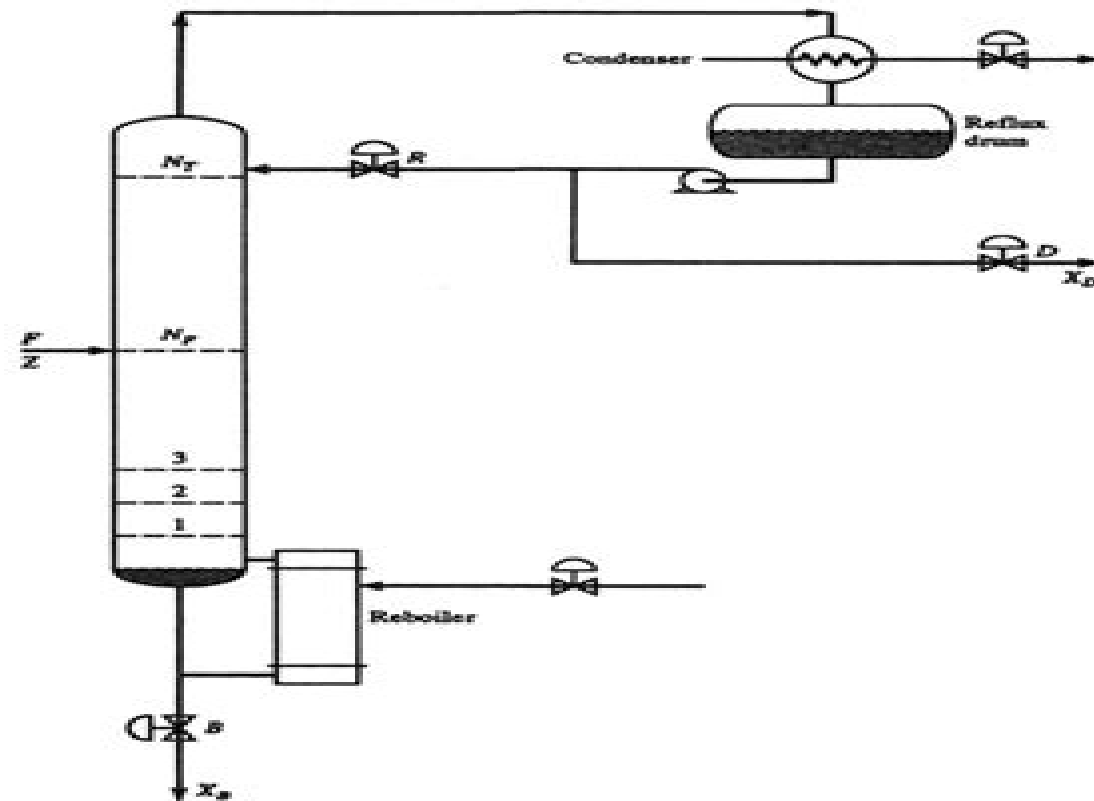 Condenser
Reflux
drum
N_T
R
D
X_D
N_F
F
Z
3
2
1
Reboiler
B
X_B